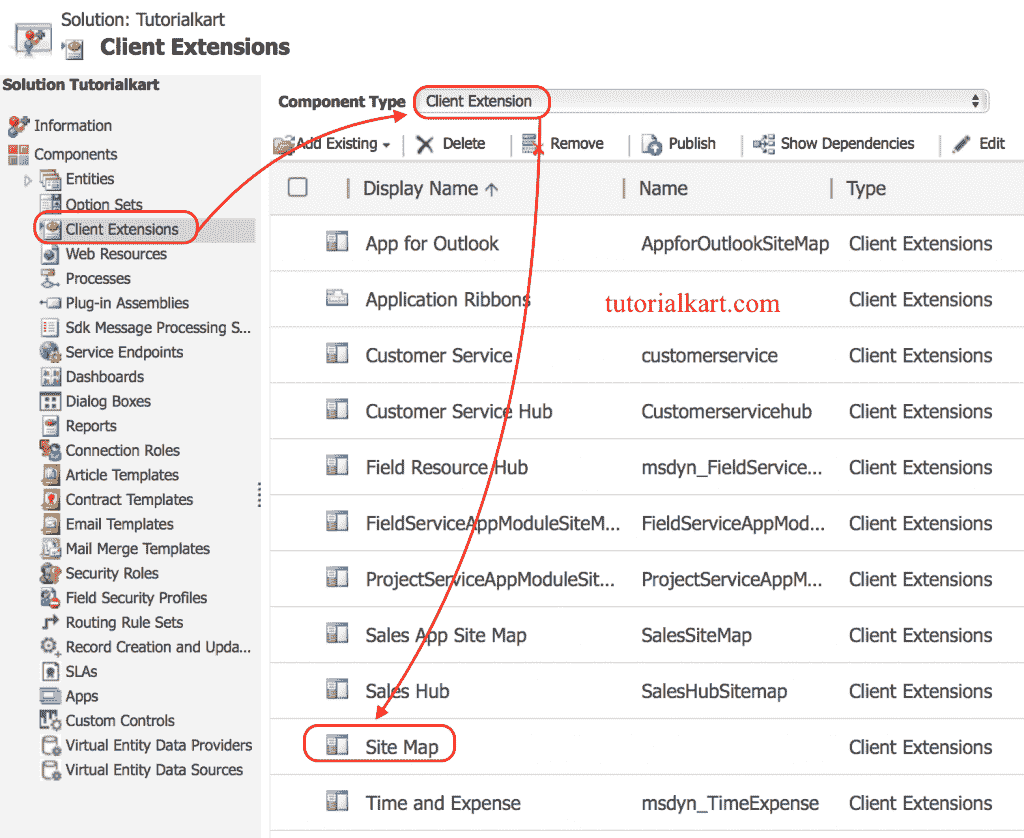 Solution: Tutorialkart
Client Extensions
Solution Tutorialkart
Information
Components
Entities
Option Sets
Client Extensions
Web Resources
Processes
Plug-in Assemblies
Sdk Message Processing S...
Service Endpoints
Dashboards
Dialog Boxes
Reports
Connection Roles
Article Templates
Contract Templates
Email Templates
Mail Merge Templates
Security Roles
Field Security Profiles
Routing Rule Sets
Record Creation and Upda...
SLAs
Apps
Custom Controls
Virtual Entity Data Providers
Virtual Entity Data Sources
Component Type Client Extension
Add Existing Delete Remove Publish Show Dependencies Edit
Display Name ↑ Name Type
App for Outlook AppforOutlookSiteMap Client Extensions
Application Ribbons Client Extensions
tutorialkart.com
Customer Service customerservice Client Extensions
Customer Service Hub Customerservicehub Client Extensions
Field Resource Hub msdyn_FieldService... Client Extensions
FieldServiceAppModuleSiteM... FieldServiceAppMod... Client Extensions
ProjectServiceAppModuleSit... ProjectServiceAppM... Client Extensions
Sales App Site Map SalesSiteMap Client Extensions
Sales Hub SalesHubSitemap Client Extensions
Site Map Client Extensions
Time and Expense msdyn_TimeExpense Client Extensions